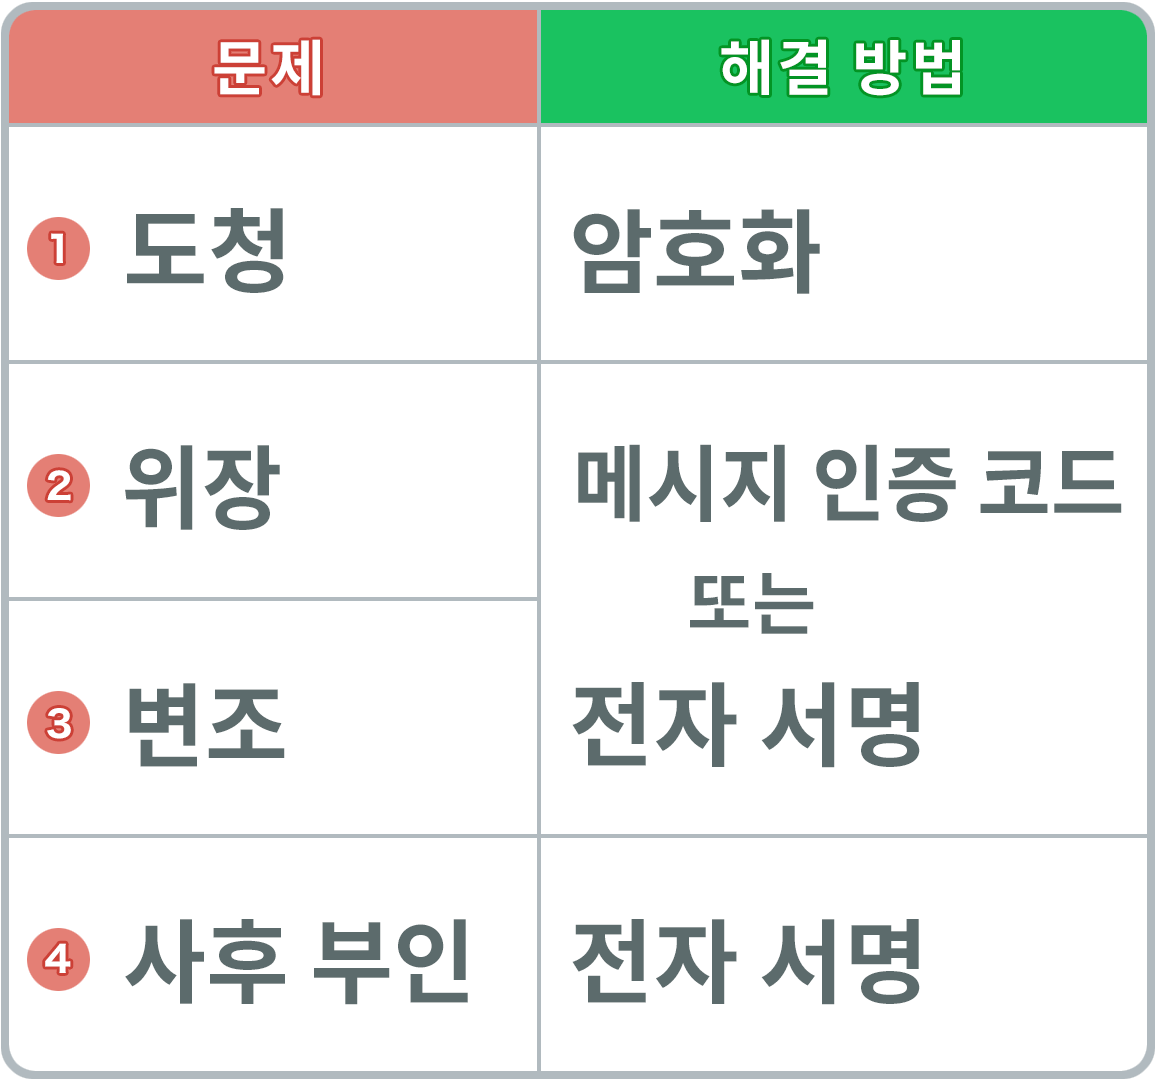 문제
해결 방법
1 도청
암호화
2 위장
메시지 인증 코드
또는
전자 서명
3 변조
4 사후 부인
전자 서명